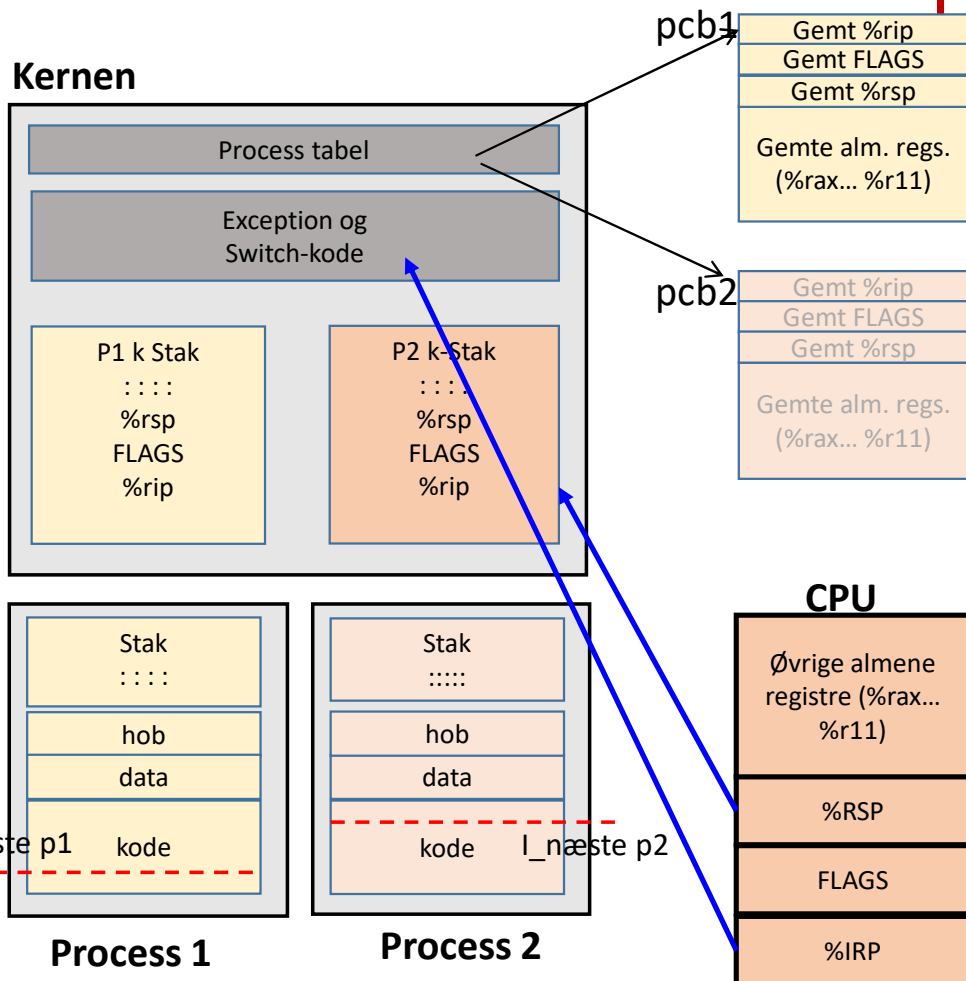 pcb1
Gemt %rip
Gemt FLAGS
Gemt %rsp
Gemte alm. regs.
(%rax... %r11)
Kernen
Process tabel
Exception og
Switch-kode
pcb2
Gemt %rip
Gemt FLAGS
Gemt %rsp
Gemte alm. regs.
(%rax... %r11)
P1 k Stak
: : : :
%rsp
FLAGS
%rip
P2 k-Stak
: : : :
%rsp
FLAGS
%rip
Stak
: : : :
hob
data
kode
p1
Process 1
Stak
:::::
hob
data
kode
I_næste p2
Process 2
CPU
Øvrige almene
registre (%rax...
%r11)
%RSP
FLAGS
%IRP